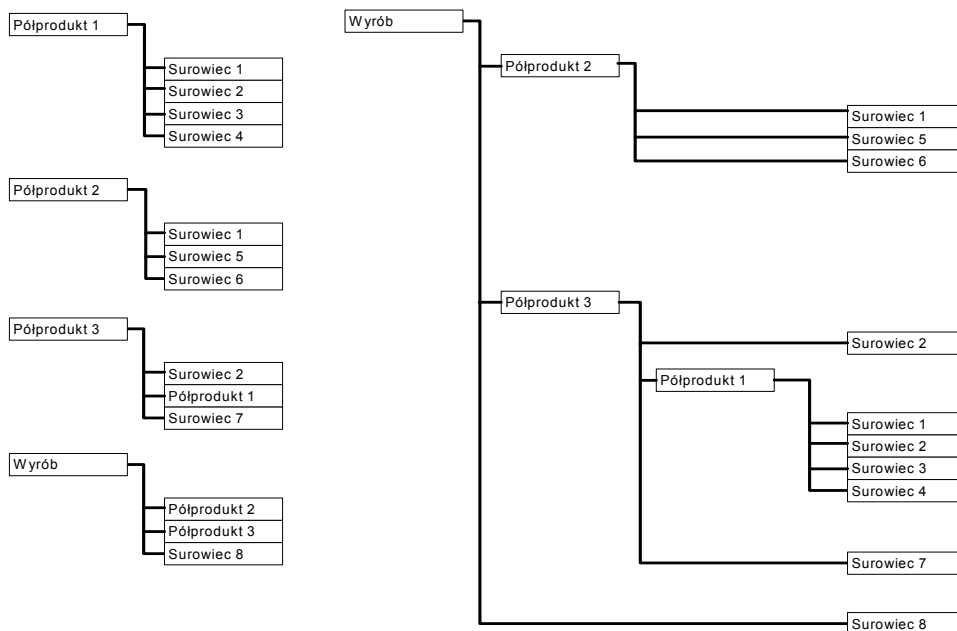 Półprodukt 1
Surowiec 1
Surowiec 2
Surowiec 3
Surowiec 4
Półprodukt 2
Surowiec 1
Surowiec 5
Surowiec 6
Półprodukt 3
Surowiec 2
Półprodukt 1
Surowiec 7
Wyrób
Półprodukt 2
Półprodukt 3
Surowiec 8
Wyrób
Półprodukt 2
Surowiec 1
Surowiec 5
Surowiec 6
Półprodukt 3
Surowiec 2
Półprodukt 1
Surowiec 1
Surowiec 2
Surowiec 3
Surowiec 4
Surowiec 7
Surowiec 8